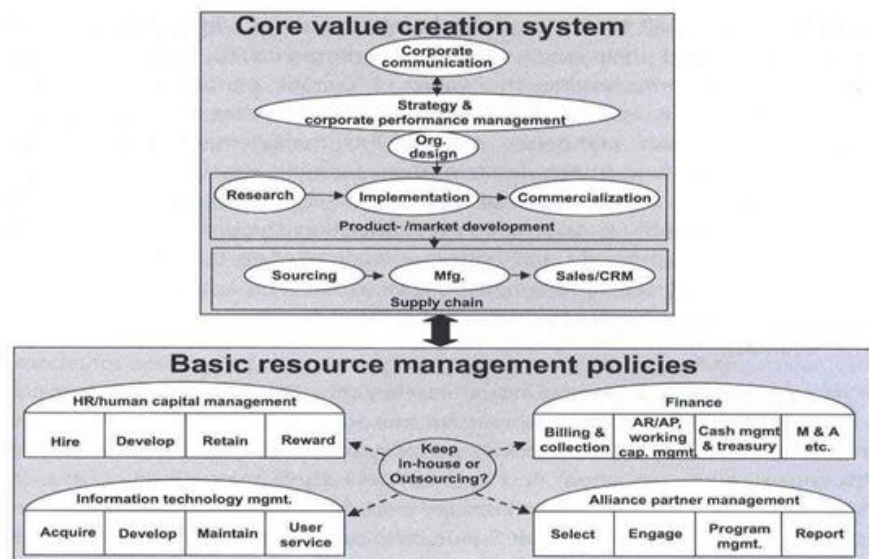 Core value creation system
Corporate
communication
Strategy &
corporate performance management
Org.
design
Research
Implementation
Commercialization
Product- /market development
Sourcing
Mfg.
Sales/CRM
Supply chain
Basic resource management policies
HR/human capital management
Hire
Develop
Retain
Reward
Finance
Billing &
collection
AR/AP,
working
cap. mgmt.
Cash mgmt
& treasury
M & A
etc.
Keep
in-house or
Outsourcing?
Information technology mgmt.
Acquire
Develop
Maintain
User
service
Alliance partner management
Select
Engage
Program
mgmt.
Report